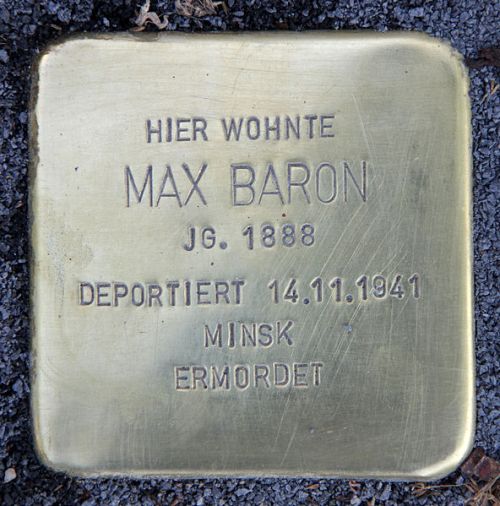 HIER WOHNTE
MAX BARON
JG. 1888
DEPORTIERT 14.11.1941
MINSK
ERMORDET